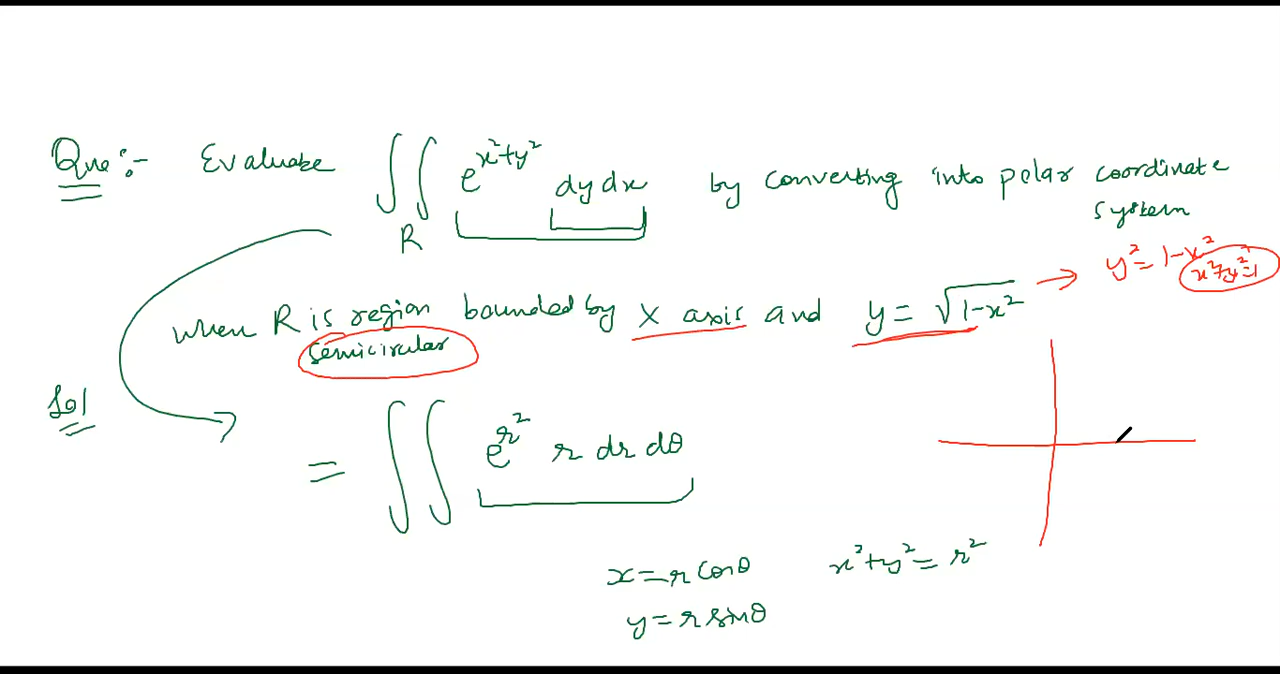 Que:- Evaluate ∬_R e^{x²+y²} dy dx by converting into polar coordinate
system
y² = 1-x²
x²+y²=1
when R is region bounded by X axis and y = √(1-x²) →
semicircular
Sol
= ∬ e^{r²} r dr dθ
x = r cosθ x²+y² = r²
y = r sinθ